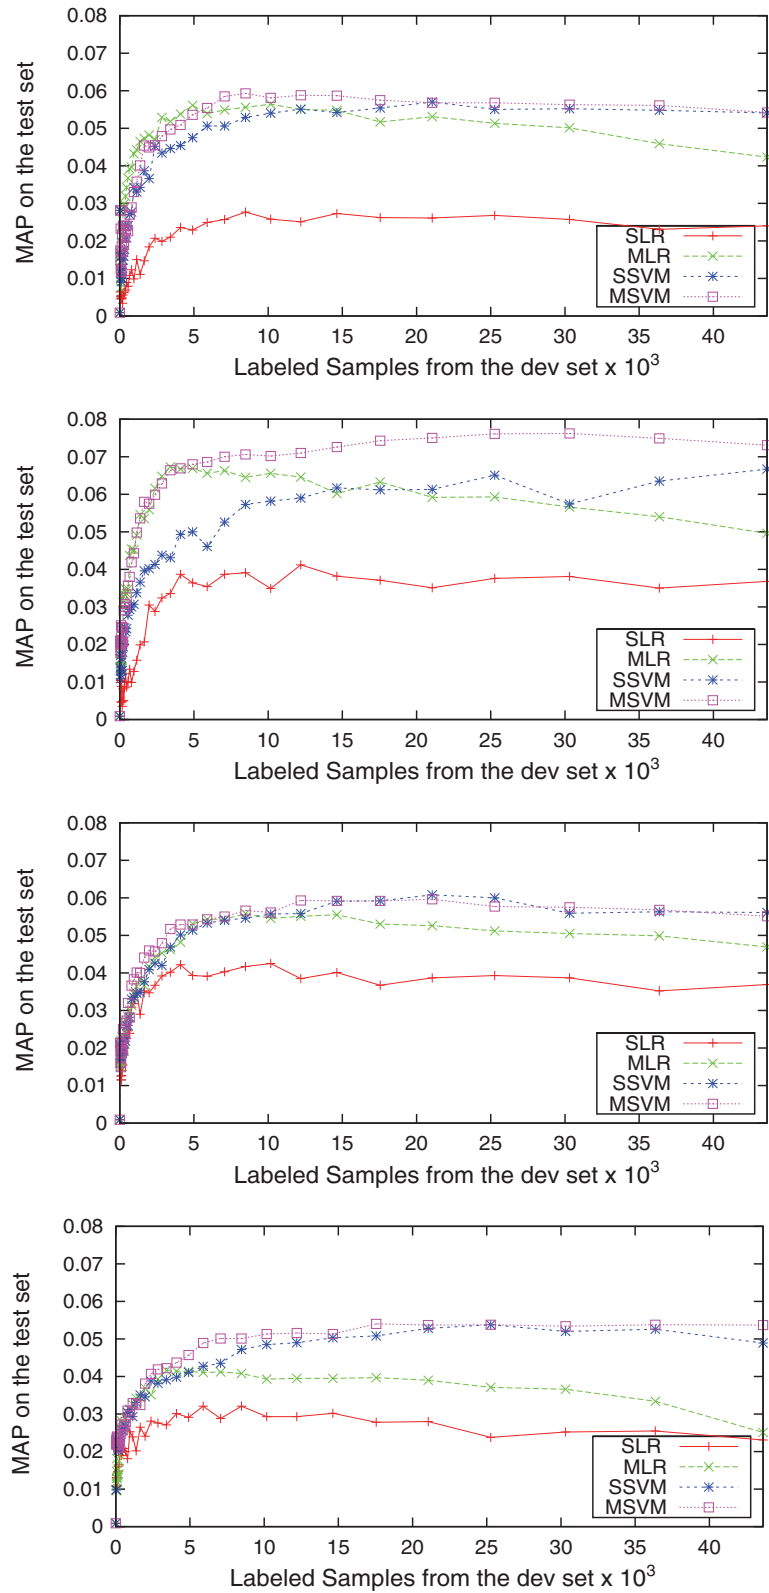 0.08
0.07
0.06
0.05
0.04
0.03
0.02
0.01
0
MAP on the test set
SLR
MLR
SSVM
MSVM
0 5 10 15 20 25 30 35 40
Labeled Samples from the dev set x 10³
0.08
0.07
0.06
0.05
0.04
0.03
0.02
0.01
0
MAP on the test set
SLR
MLR
SSVM
MSVM
0 5 10 15 20 25 30 35 40
Labeled Samples from the dev set x 10³
0.08
0.07
0.06
0.05
0.04
0.03
0.02
0.01
0
MAP on the test set
SLR
MLR
SSVM
MSVM
0 5 10 15 20 25 30 35 40
Labeled Samples from the dev set x 10³
0.08
0.07
0.06
0.05
0.04
0.03
0.02
0.01
0
MAP on the test set
SLR
MLR
SSVM
MSVM
0 5 10 15 20 25 30 35 40
Labeled Samples from the dev set x 10³